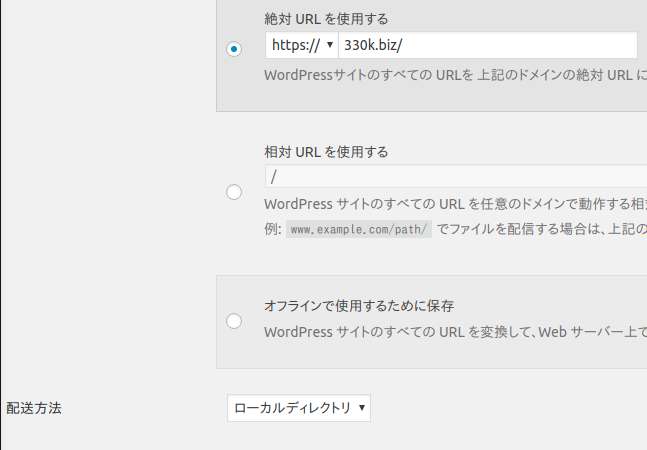 絶対 URL を使用する
https:// ▾ 330k.biz/
WordPressサイトのすべての URLを 上記のドメインの絶対 URL に
相対 URL を使用する
/
WordPress サイトのすべての URL を任意のドメインで動作する相
例: www.example.com/path/ でファイルを配信する場合は、上記の
オフラインで使用するために保存
WordPress サイトのすべての URL を変換して、Web サーバー上で
配送方法 ローカルディレクトリ ▾